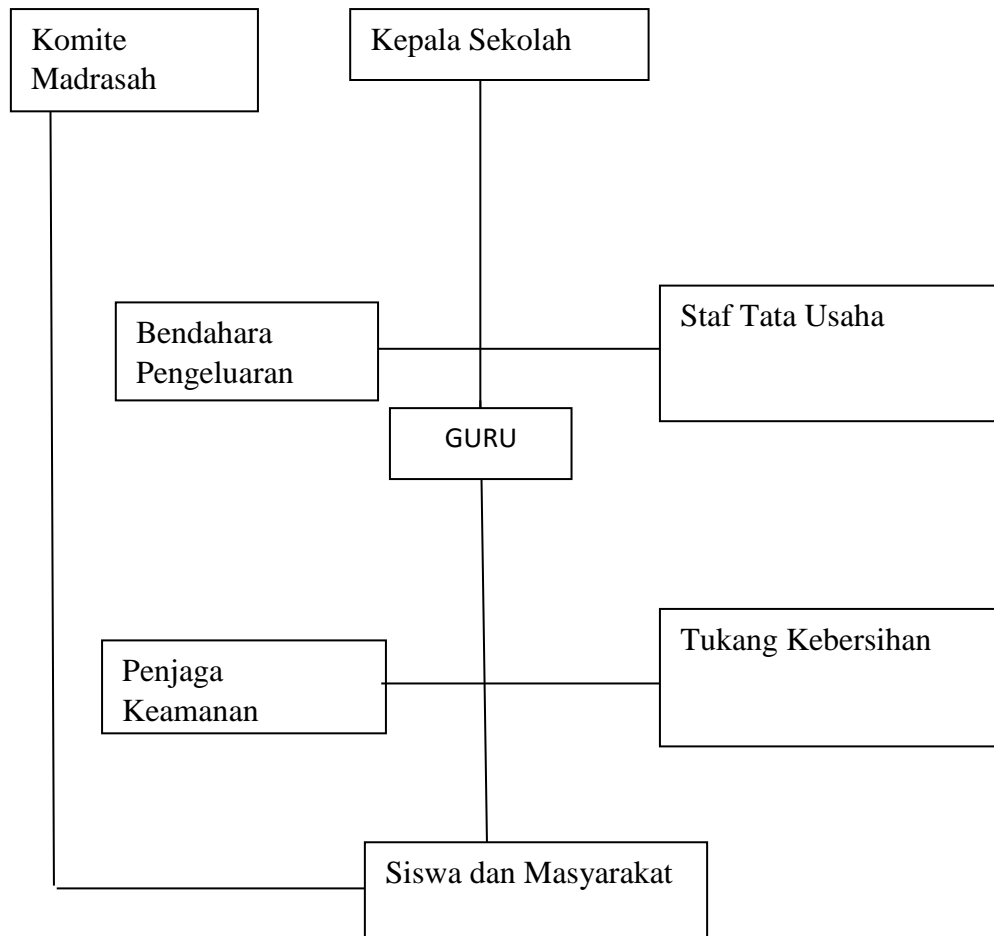 Komite
Madrasah
Kepala Sekolah
Bendahara
Pengeluaran
Staf Tata Usaha
GURU
Penjaga
Keamanan
Tukang Kebersihan
Siswa dan Masyarakat